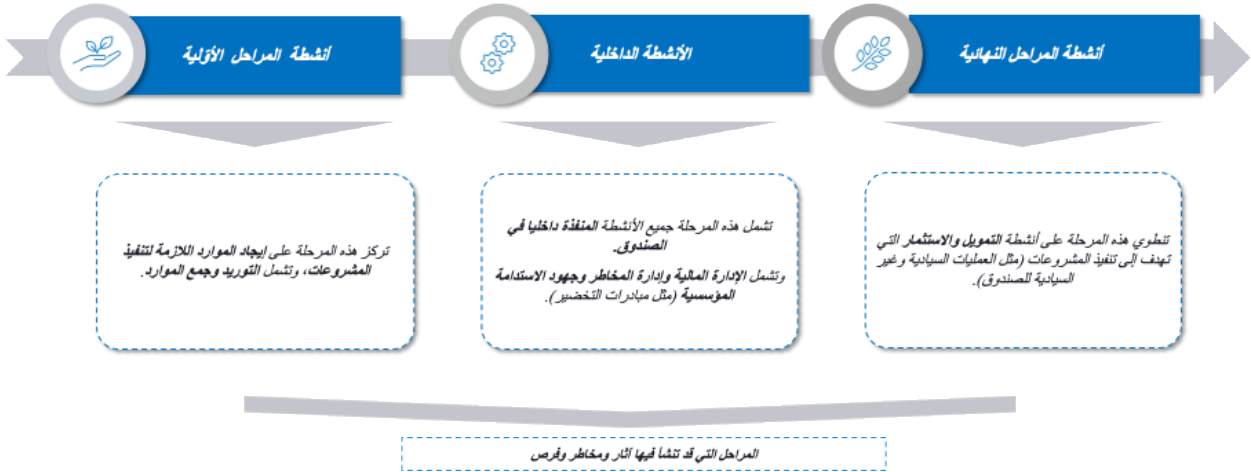 أنشطة المراحل الأولية
الأنشطة الداخلية
أنشطة المراحل النهائية
تركز هذه المرحلة على إيجاد الموارد اللازمة لتنفيذ
المشروعات، وتشمل التوريد وجمع الموارد.
تشمل هذه المرحلة جميع الأنشطة المنفذة داخليا في
الصندوق.
وتشمل الإدارة المالية وإدارة المخاطر وجهود الاستدامة
المؤسسية (مثل مبادرات التخضير).
تنطوي هذه المرحلة على أنشطة التمويل والاستثمار التي
تهدف إلى تنفيذ المشروعات (مثل العمليات السيادية وغير
السيادية للصندوق).
المراحل التي قد تنشأ فيها آثار ومخاطر وفرص